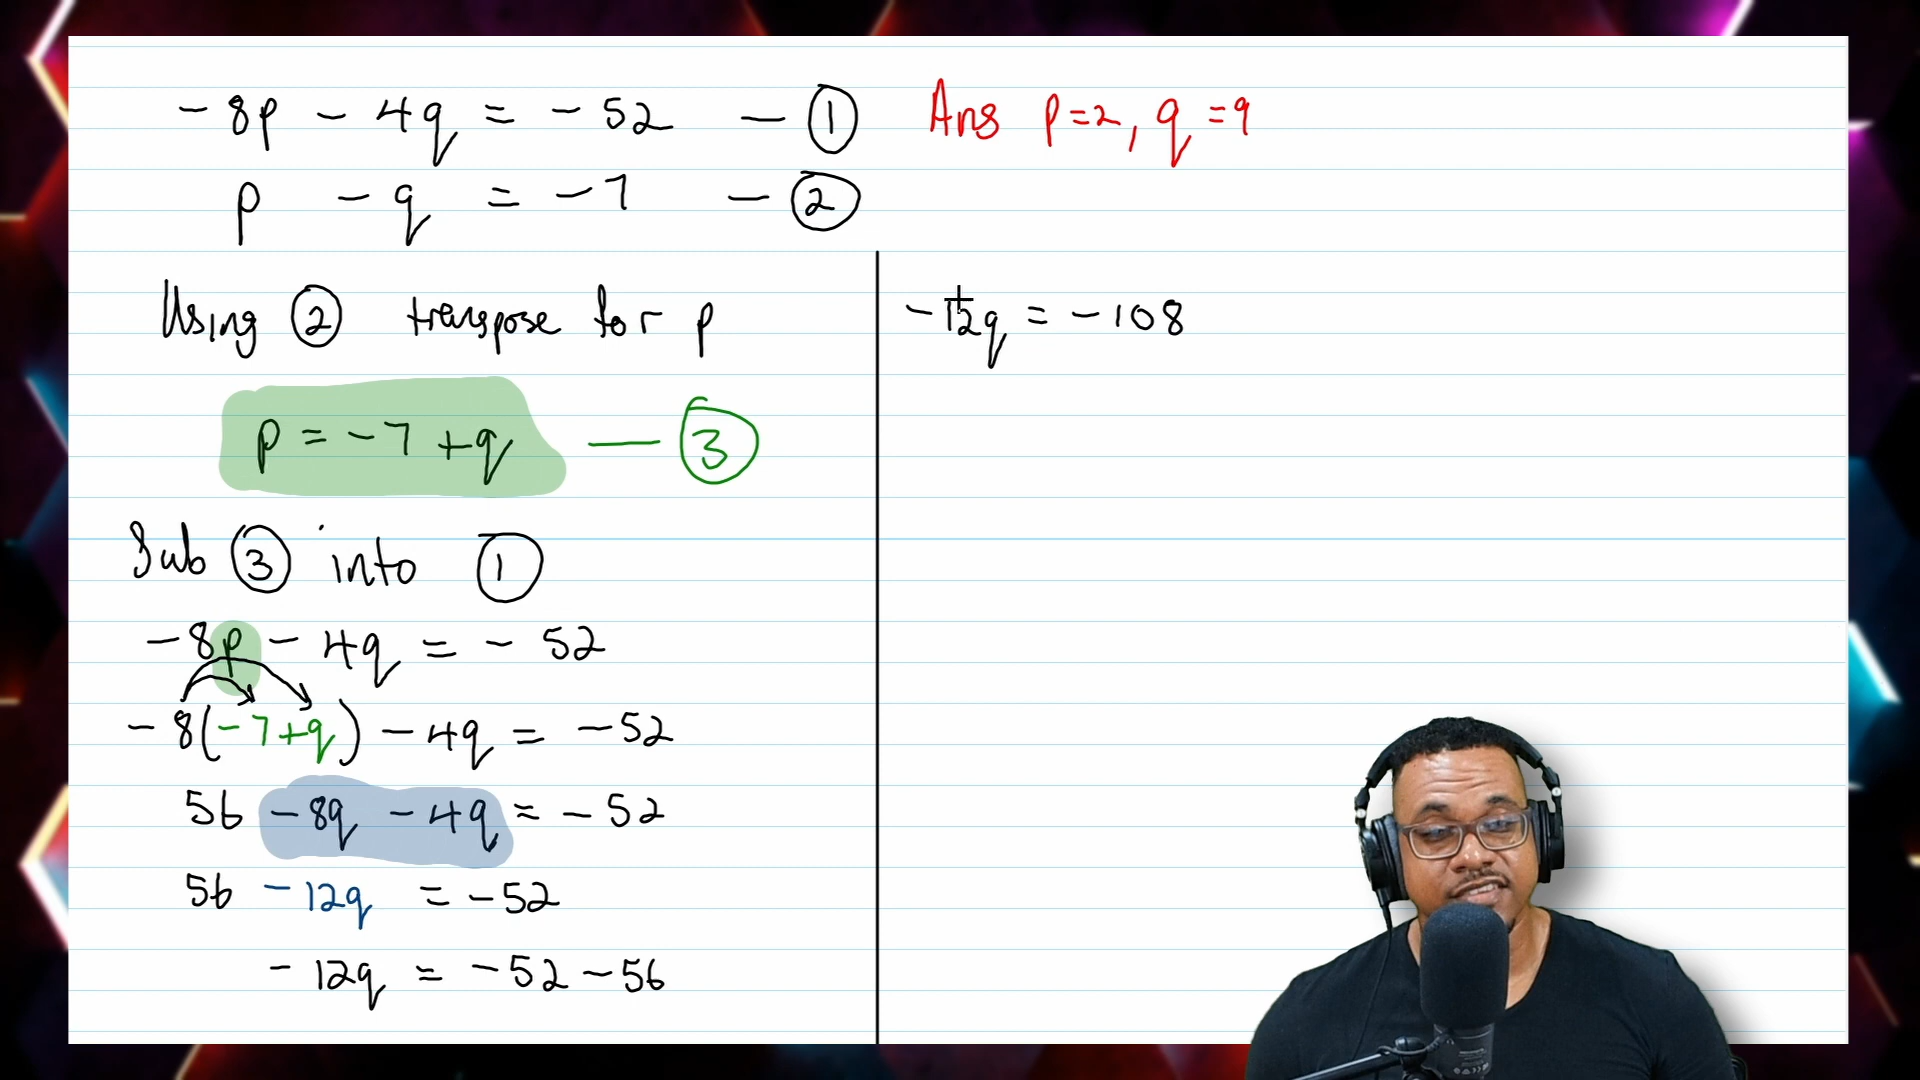 -8p - 4q = -52 — ① Ans p=2, q=9
p - q = -7 — ②
Using ② transpose for p
p = -7 + q — ③
Sub ③ into ①
-8p - 4q = - 52
-8(-7+q) - 4q = -52
56 -8q - 4q = -52
56 - 12q = -52
- 12q = -52 - 56
-12q = -108